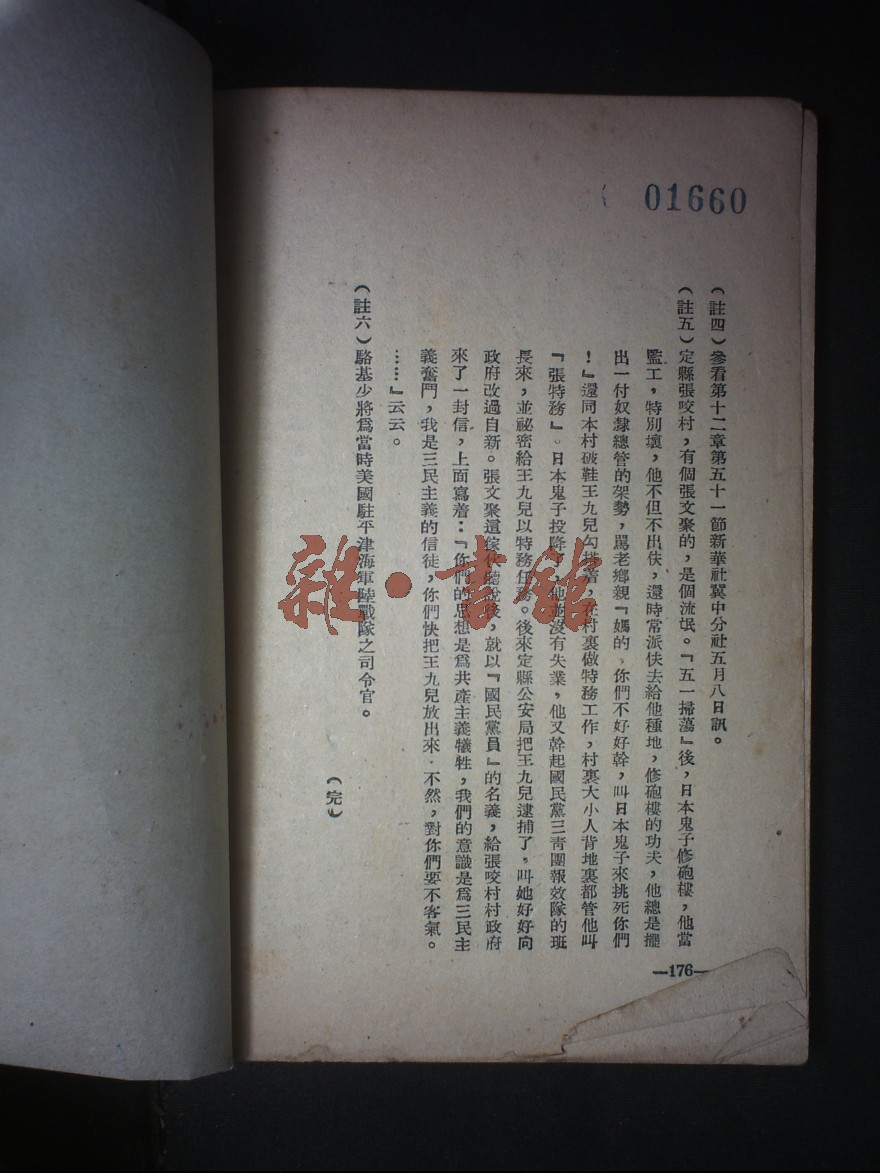 01660
(註四)參看第十二章第五十一節新華社冀中分社五月八日訊。
(註五)定縣張咬村,有個張文聚的,是個流氓。『五一掃蕩』後,日本鬼子修砲樓,他當
監工,特別壞,他不但不出伕,還時常派伕去給他種地,修砲樓的功夫,他總是擺
出一付奴隸總管的架勢,罵老鄉親『媽的,你們不好好幹,叫日本鬼子來挑死你們
!』還同本村破鞋王九兒勾搭着,在村裏做特務工作,村裏大小人背地裏都管他叫
『張特務』。日本鬼子投降了,他並沒有失業,他又幹起國民黨三靑團報效隊的班
長來,並祕密給王九兒以特務任務。後來定縣公安局把王九兒逮捕了,叫她好好向
政府改過自新。張文聚這傢伙聽說後,就以『國民黨員』的名義,給張咬村村政府
來了一封信,上面寫着:『你們的思想是爲共產主義犧牲,我們的意識是爲三民主
義奮鬥,我是三民主義的信徒,你們快把王九兒放出來,不然,對你們要不客氣。
……』云云。
(註六)駱基少將爲當時美國駐平津海軍陸戰隊之司令官。
(完)
—176—
雜·書館